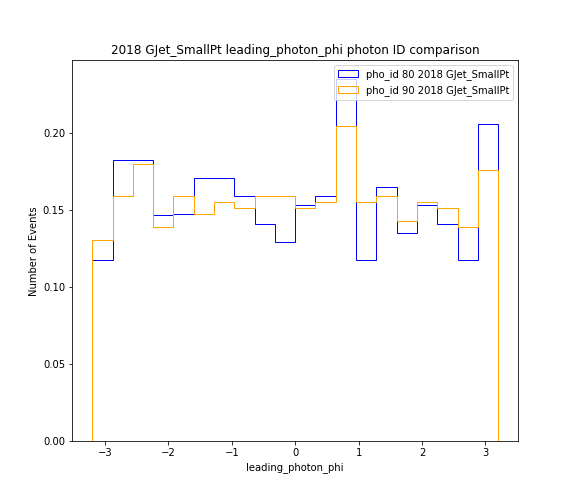 2018 GJet_SmallPt leading_photon_phi photon ID comparison
pho_id 80 2018 GJet_SmallPt
pho_id 90 2018 GJet_SmallPt
Number of Events
0.20
0.15
0.10
0.05
0.00
−3 −2 −1 0 1 2 3
leading_photon_phi